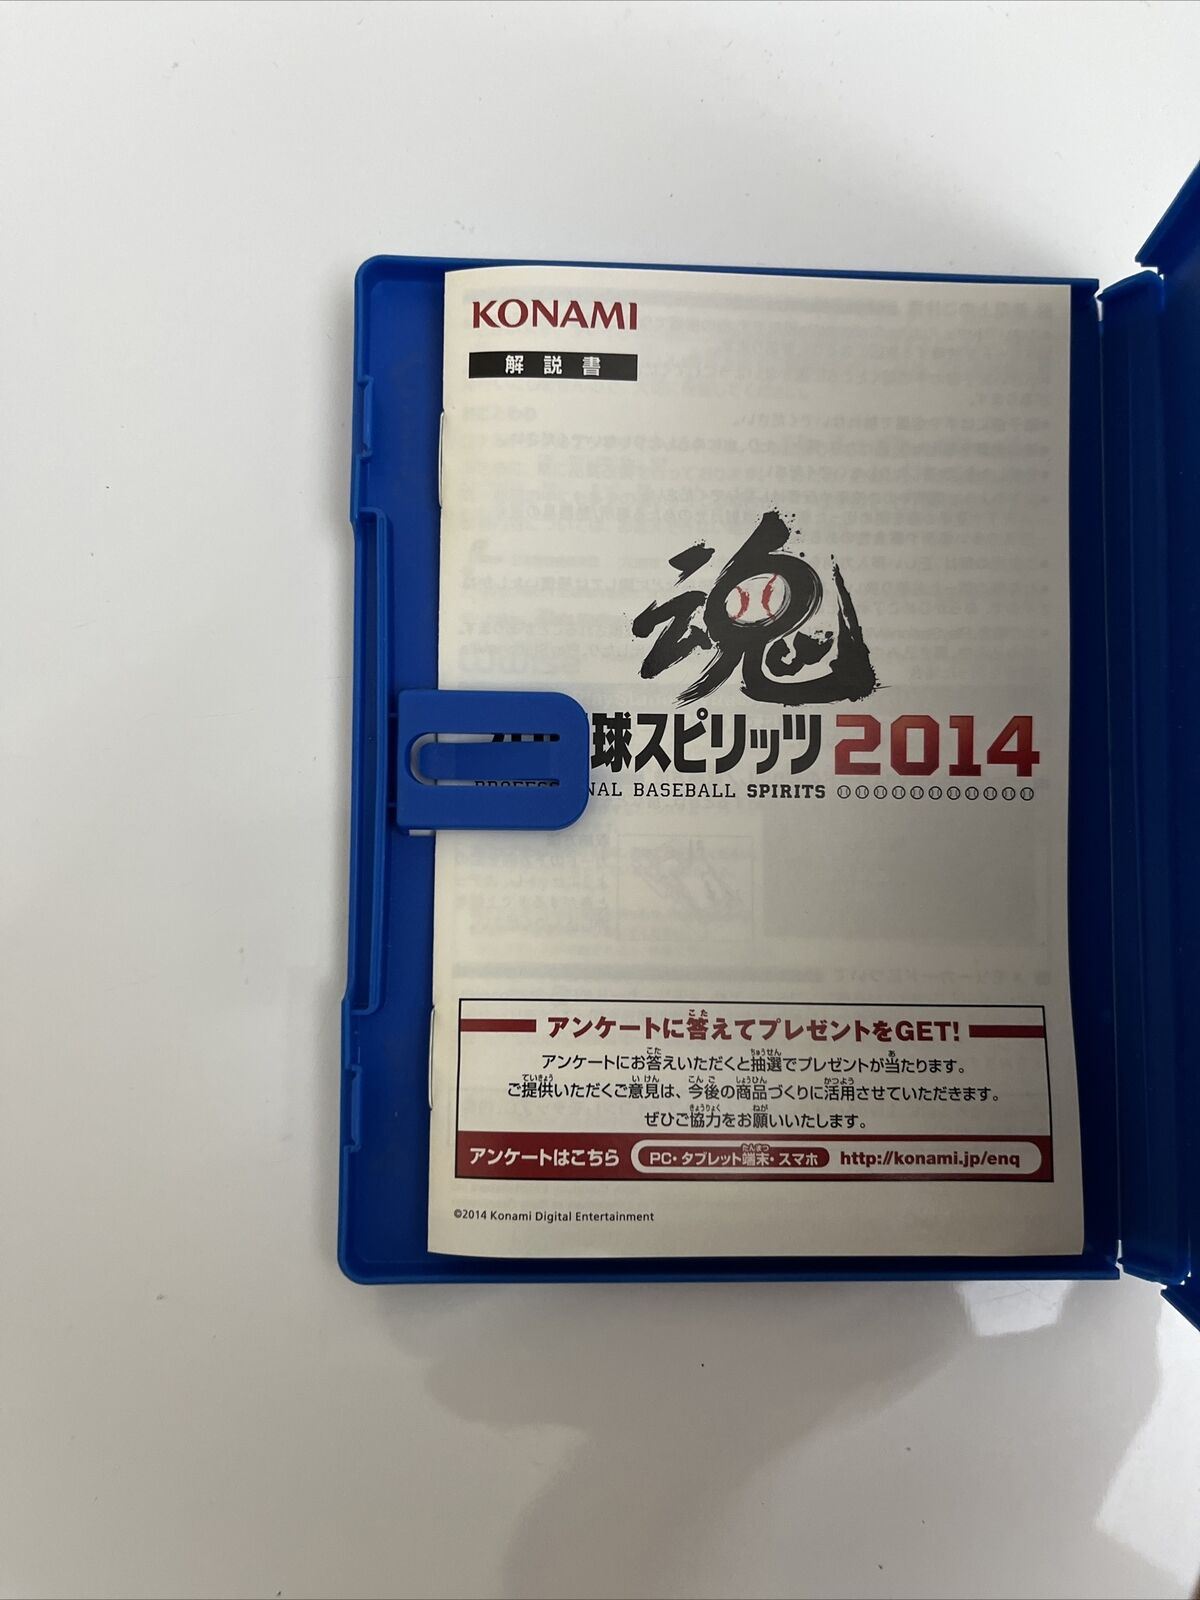 KONAMI
解説書
魂
球スピリッツ 2014
NAL BASEBALL SPIRITS
アンケートに答えてプレゼントをGET!
アンケートにお答えいただくと抽選でプレゼントが当たります。
ご提供いただくご意見は、今後の商品づくりに活用させていただきます。
ぜひご協力をお願いいたします。
アンケートはこちら PC・タブレット端末・スマホ http://konami.jp/enq
©2014 Konami Digital Entertainment